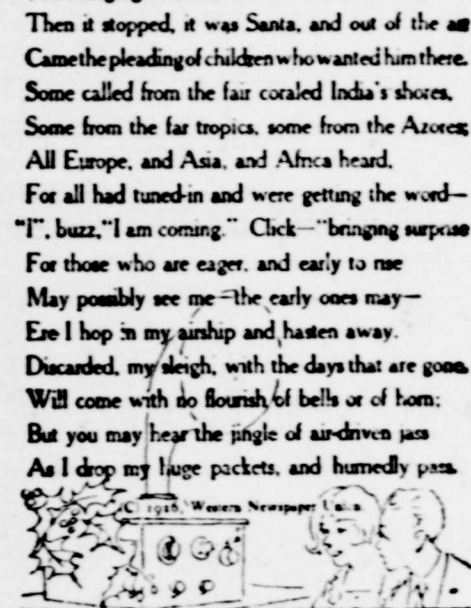 Then it stopped, it was Santa, and out of the air
Came the pleading of children who wanted him there.
Some called from the fair coraled India's shores,
Some from the far tropics, some from the Azores;
All Europe, and Asia, and Africa heard,
For all had tuned-in and were getting the word—
"I", buzz, "I am coming." Click—"bringing surprise
For those who are eager, and early to rise
May possibly see me—the early ones may—
Ere I hop in my airship and hasten away.
Discarded, my sleigh, with the days that are gone,
Will come with no flourish of bells or of horn;
But you may hear the jingle of air-driven jass
As I drop my huge packets, and hurriedly pass.
(C) 1926, Western Newspaper Union